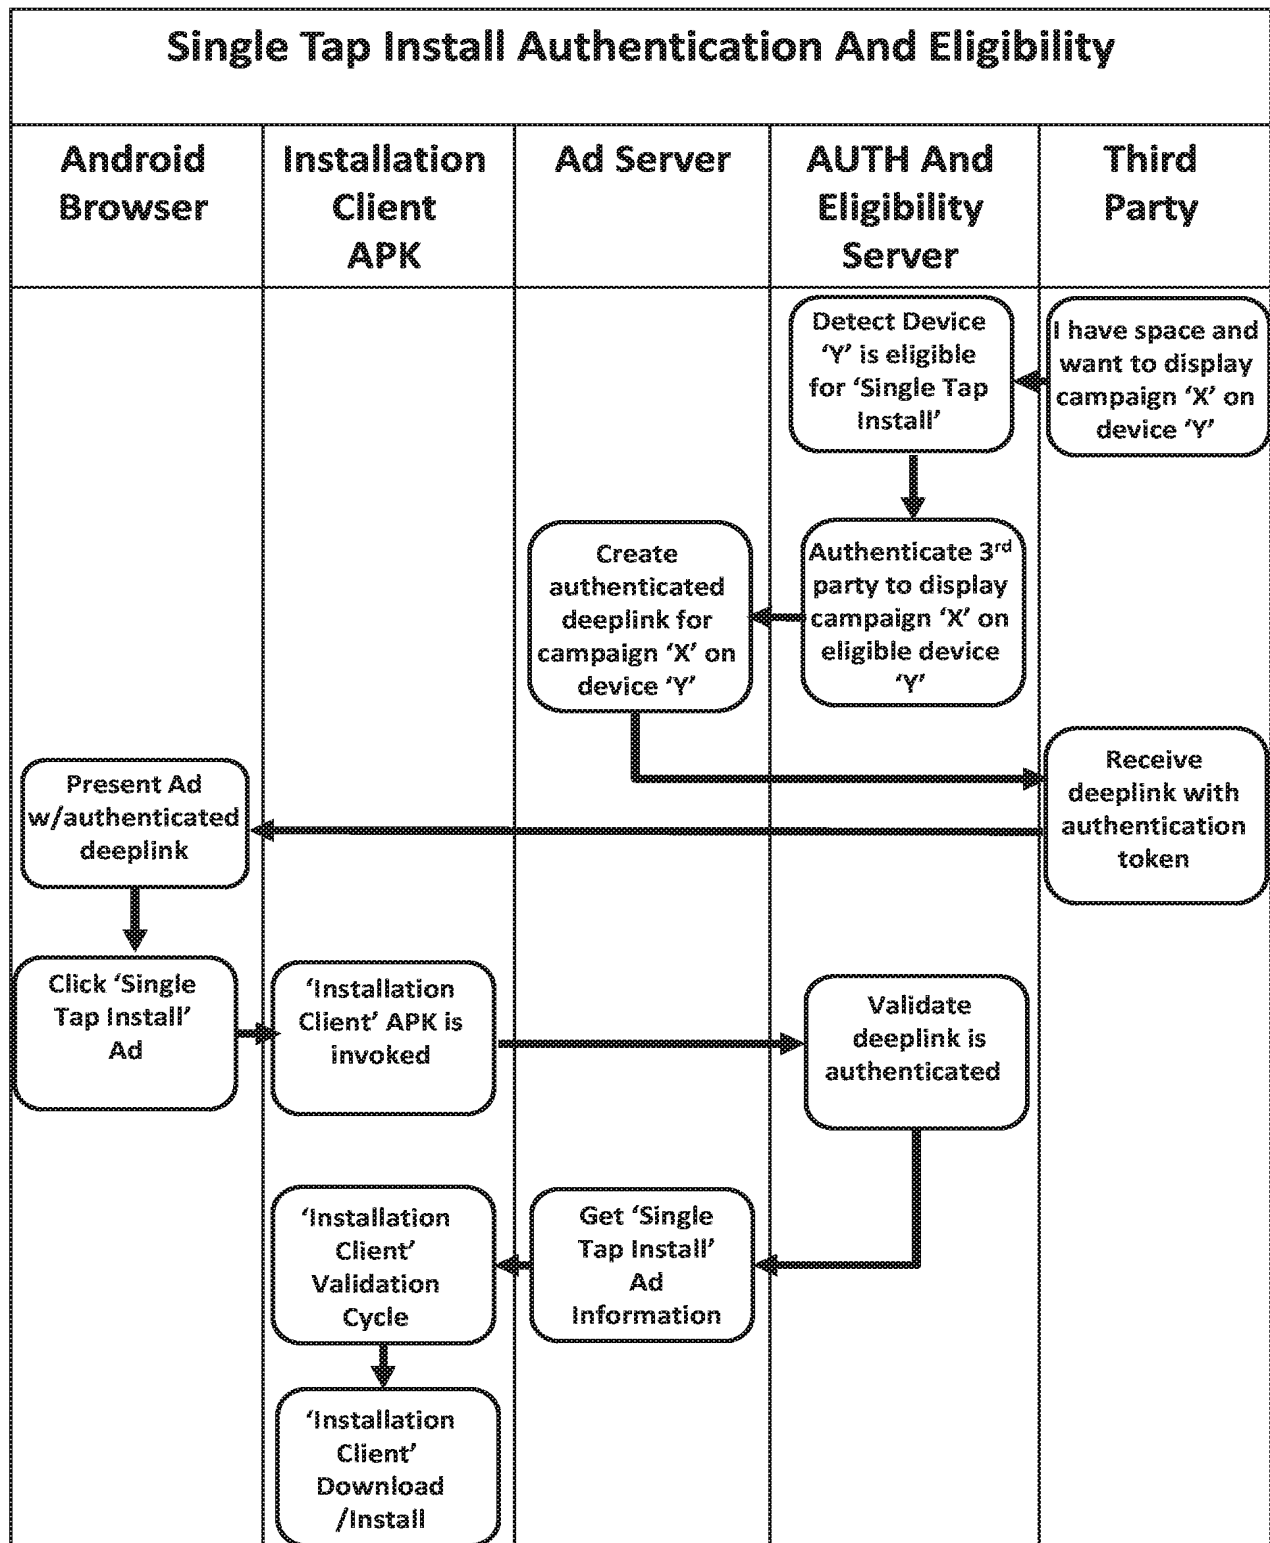 Single Tap Install Authentication And Eligibility
Android
Browser
Installation
Client
APK
Ad Server
AUTH And
Eligibility
Server
Third
Party
Detect Device
‘Y’ is eligible
for ‘Single Tap
Install’
I have space and
want to display
campaign ‘X’ on
device ‘Y’
Create
authenticated
deeplink for
campaign ‘X’ on
device ‘Y’
Authenticate 3rd
party to display
campaign ‘X’ on
eligible device
‘Y’
Present Ad
w/authenticated
deeplink
Receive
deeplink with
authentication
token
Click ‘Single
Tap Install’
Ad
‘Installation
Client’ APK is
invoked
Validate
deeplink is
authenticated
‘Installation
Client’
Validation
Cycle
Get ‘Single
Tap Install’
Ad
Information
‘Installation
Client’
Download
/Install